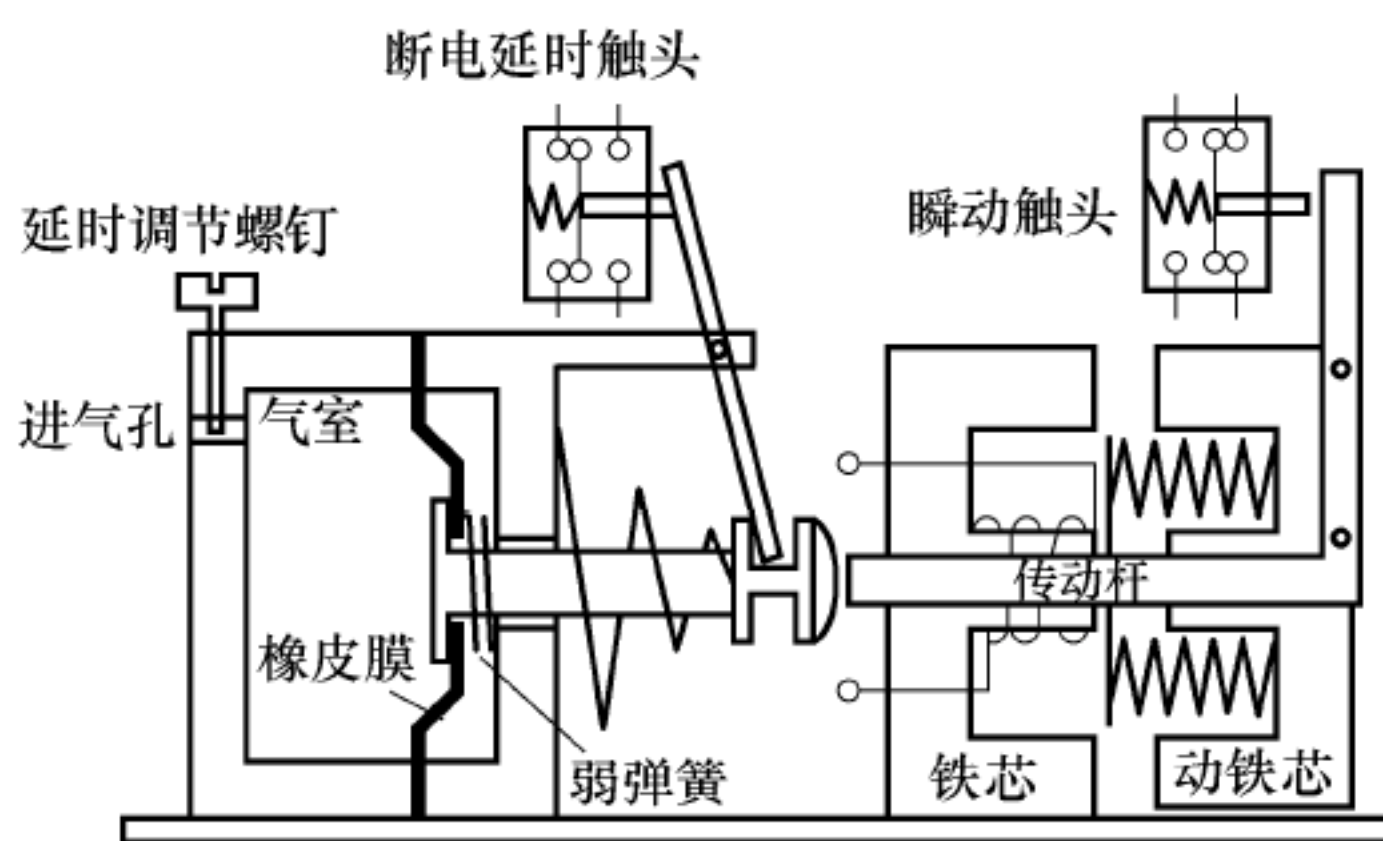 断电延时触头
延时调节螺钉
瞬动触头
进气孔
气室
传动杆
橡皮膜
弱弹簧
铁芯
动铁芯